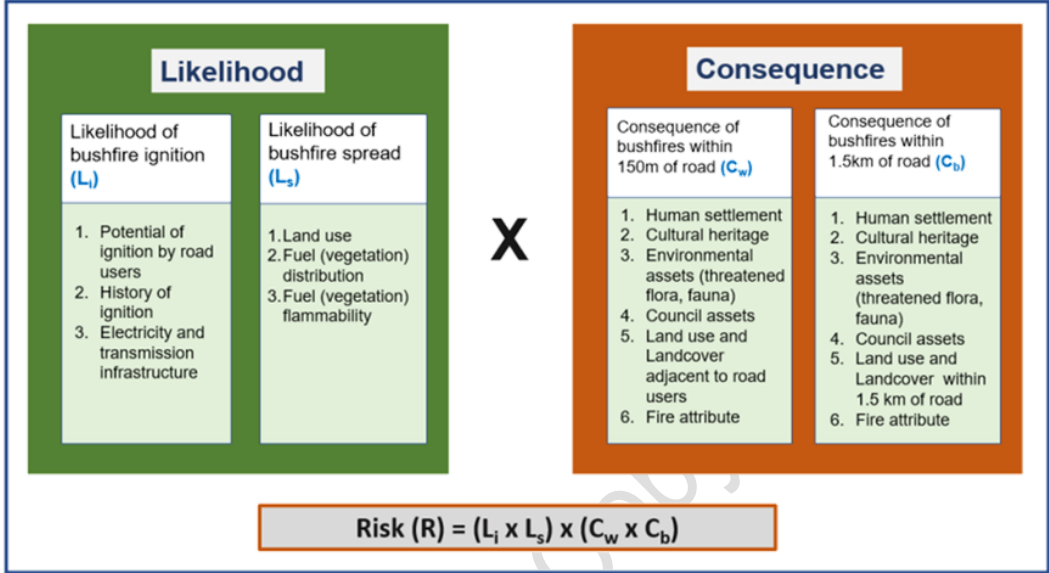 Likelihood
Likelihood of
bushfire ignition
(Li)
1. Potential of
ignition by road
users
2. History of
ignition
3. Electricity and
transmission
infrastructure
Likelihood of
bushfire spread
(Ls)
1.Land use
2.Fuel (vegetation)
distribution
3.Fuel (vegetation)
flammability
X
Consequence
Consequence of
bushfires within
150m of road (Cw)
1. Human settlement
2. Cultural heritage
3. Environmental
assets (threatened
flora, fauna)
4. Council assets
5. Land use and
Landcover
adjacent to road
users
6. Fire attribute
Consequence of
bushfires within
1.5km of road (Cb)
1. Human settlement
2. Cultural heritage
3. Environmental
assets
(threatened flora,
fauna)
4. Council assets
5. Land use and
Landcover within
1.5 km of road
6. Fire attribute
Risk (R) = (Li x Ls) x (Cw x Cb)